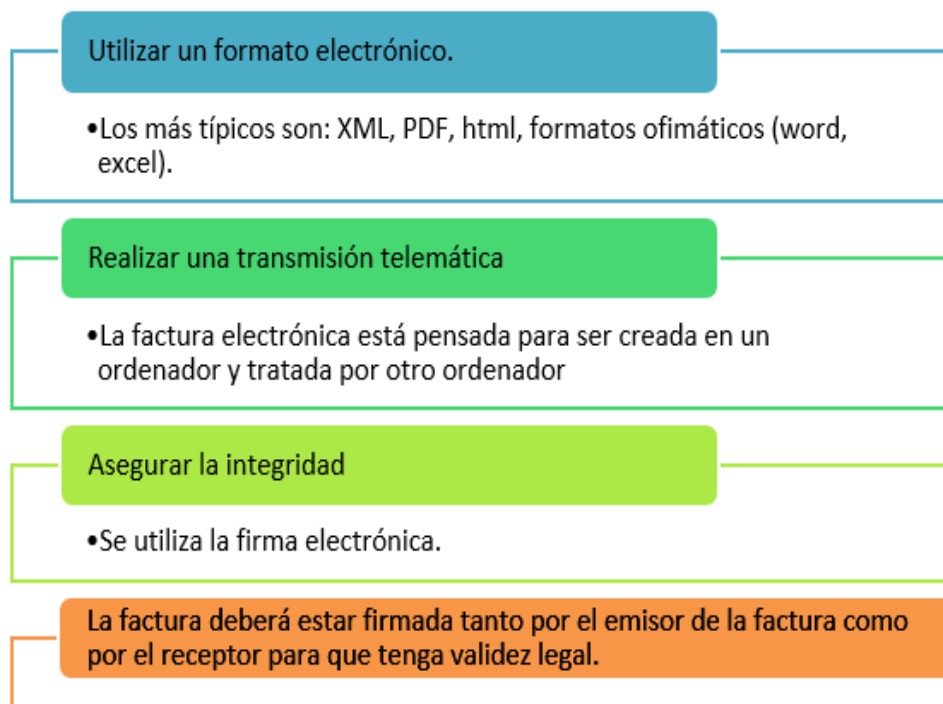 Utilizar un formato electrónico.
•Los más típicos son: XML, PDF, html, formatos ofimáticos (word,
excel).
Realizar una transmisión telemática
•La factura electrónica está pensada para ser creada en un
ordenador y tratada por otro ordenador
Asegurar la integridad
•Se utiliza la firma electrónica.
La factura deberá estar firmada tanto por el emisor de la factura como
por el receptor para que tenga validez legal.